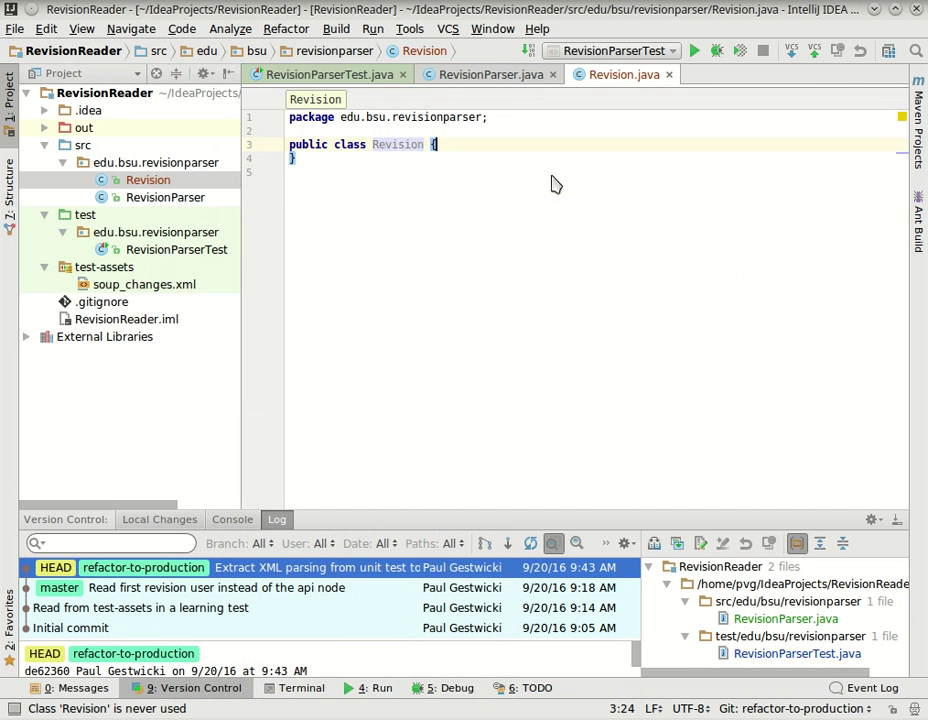 RevisionReader - [~/IdeaProjects/RevisionReader] - [RevisionReader] - ~/IdeaProjects/RevisionReader/src/edu/bsu/revisionparser/Revision.java - IntelliJ IDEA ...
File Edit View Navigate Code Analyze Refactor Build Run Tools VCS Window Help
RevisionReader src edu bsu revisionparser Revision RevisionParserTest VCS VCS
1: Project
7: Structure
2: Favorites
Project
RevisionReader ~/IdeaProjects/
.idea
out
src
edu.bsu.revisionparser
Revision
RevisionParser
test
edu.bsu.revisionparser
RevisionParserTest
test-assets
soup_changes.xml
.gitignore
RevisionReader.iml
External Libraries
RevisionParserTest.java RevisionParser.java Revision.java
Revision
1 package edu.bsu.revisionparser;
2
3 public class Revision {
4 }
5
Maven Projects
Ant Build
Version Control: Local Changes Console Log
Branch: All User: All Date: All Paths: All
HEAD refactor-to-production Extract XML parsing from unit test to Paul Gestwicki 9/20/16 9:43 AM
master Read first revision user instead of the api node Paul Gestwicki 9/20/16 9:18 AM
Read from test-assets in a learning test Paul Gestwicki 9/20/16 9:14 AM
Initial commit Paul Gestwicki 9/20/16 9:05 AM
HEAD refactor-to-production
de62360 Paul Gestwicki on 9/20/16 at 9:43 AM
RevisionReader 2 files
/home/pvg/IdeaProjects/RevisionReade
src/edu/bsu/revisionparser 1 file
RevisionParser.java
test/edu/bsu/revisionparser 1 file
RevisionParserTest.java
0: Messages 9: Version Control Terminal 4: Run 5: Debug 6: TODO Event Log
Class 'Revision' is never used 3:24 LF÷ UTF-8÷ Git: refactor-to-production÷